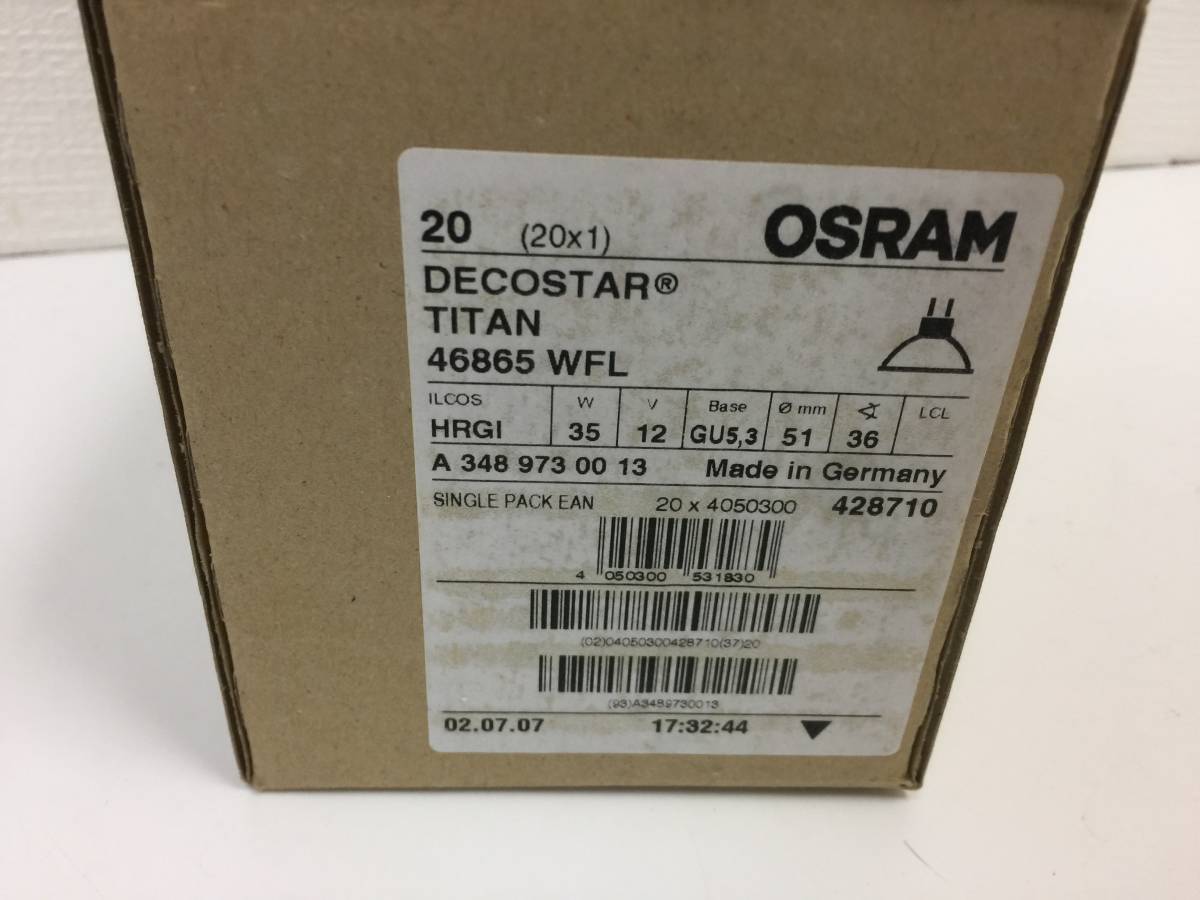 20 (20x1) OSRAM
DECOSTAR®
TITAN
46865 WFL
ILCOS W V Base Ø mm ∢ LCL
HRGI 35 12 GU5,3 51 36
A 348 973 00 13 Made in Germany
SINGLE PACK EAN 20 x 4050300 428710
4 050300 531830
(02)04050300428710(37)20
(93)A3489730013
02.07.07 17:32:44